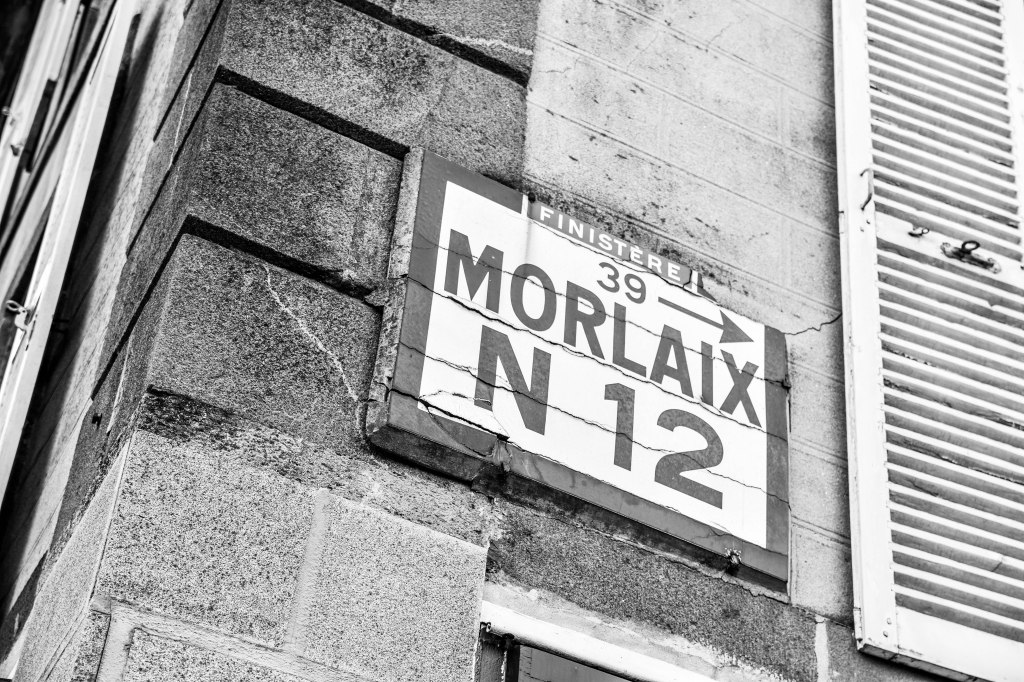 FINISTÈRE
39
MORLAIX
N 12